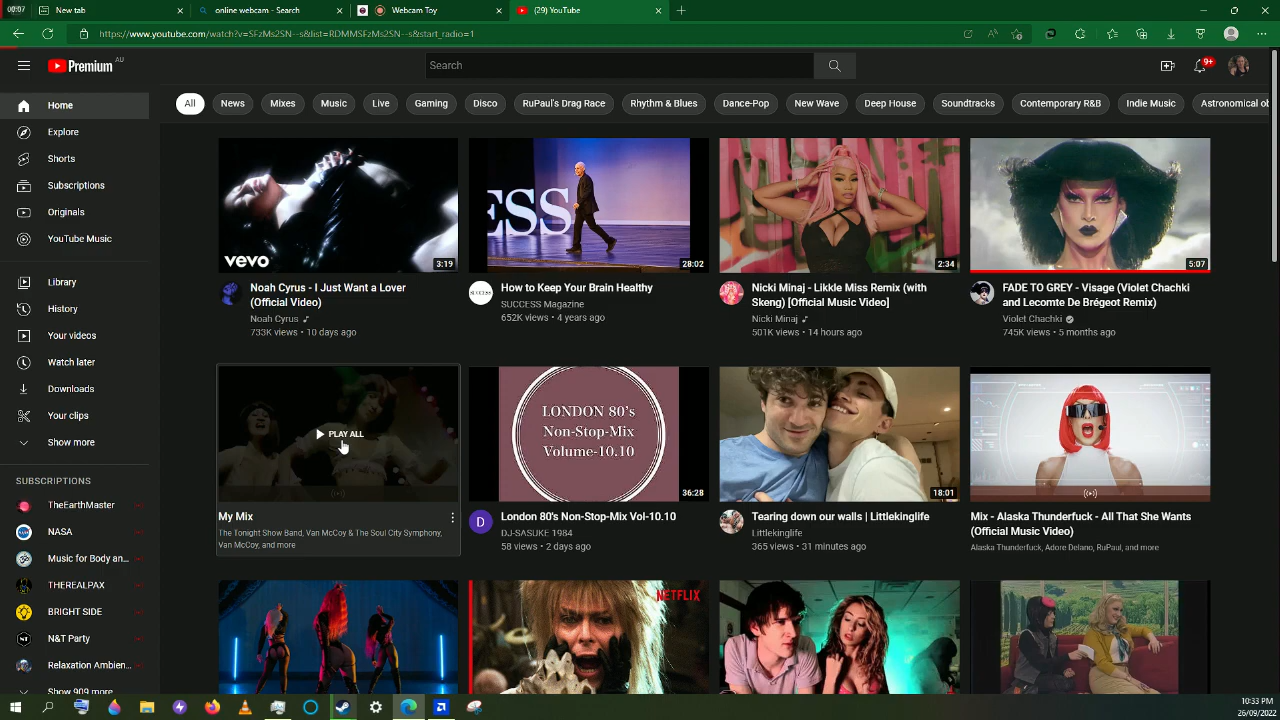 09:07
New tab
online webcam - Search
Webcam Toy
(29) YouTube
https://www.youtube.com/watch?v=SFzMs2SN--s&list=RDMMSFzMs2SN--s&start_radio=1
Premium AU
Search
9+
Home
Explore
Shorts
Subscriptions
Originals
YouTube Music
Library
History
Your videos
Watch later
Downloads
Your clips
Show more
SUBSCRIPTIONS
TheEarthMaster
NASA
Music for Body an...
THEREALPAX
BRIGHT SIDE
N&T Party
Relaxation Ambien...
Show 909 more
All
News
Mixes
Music
Live
Gaming
Disco
RuPaul's Drag Race
Rhythm & Blues
Dance-Pop
New Wave
Deep House
Soundtracks
Contemporary R&B
Indie Music
Astronomical ob
vevo
3:19
Noah Cyrus - I Just Want a Lover
(Official Video)
Noah Cyrus
733K views • 10 days ago
ESS
28:02
SUCCESS
How to Keep Your Brain Healthy
SUCCESS Magazine
652K views • 4 years ago
2:34
Nicki Minaj - Likkle Miss Remix (with
Skeng) [Official Music Video]
Nicki Minaj
501K views • 14 hours ago
5:07
FADE TO GREY - Visage (Violet Chachki
and Lecomte De Brégeot Remix)
Violet Chachki
745K views • 5 months ago
PLAY ALL
My Mix
The Tonight Show Band, Van McCoy & The Soul City Symphony,
Van McCoy, and more
LONDON 80's
Non-Stop-Mix
Volume-10.10
36:28
D
London 80's Non-Stop-Mix Vol-10.10
DJ-SASUKE 1984
58 views • 2 days ago
18:01
Tearing down our walls | Littlekinglife
Littlekinglife
365 views • 31 minutes ago
Mix - Alaska Thunderfuck - All That She Wants
(Official Music Video)
Alaska Thunderfuck, Adore Delano, RuPaul, and more
NETFLIX
10:33 PM
26/09/2022